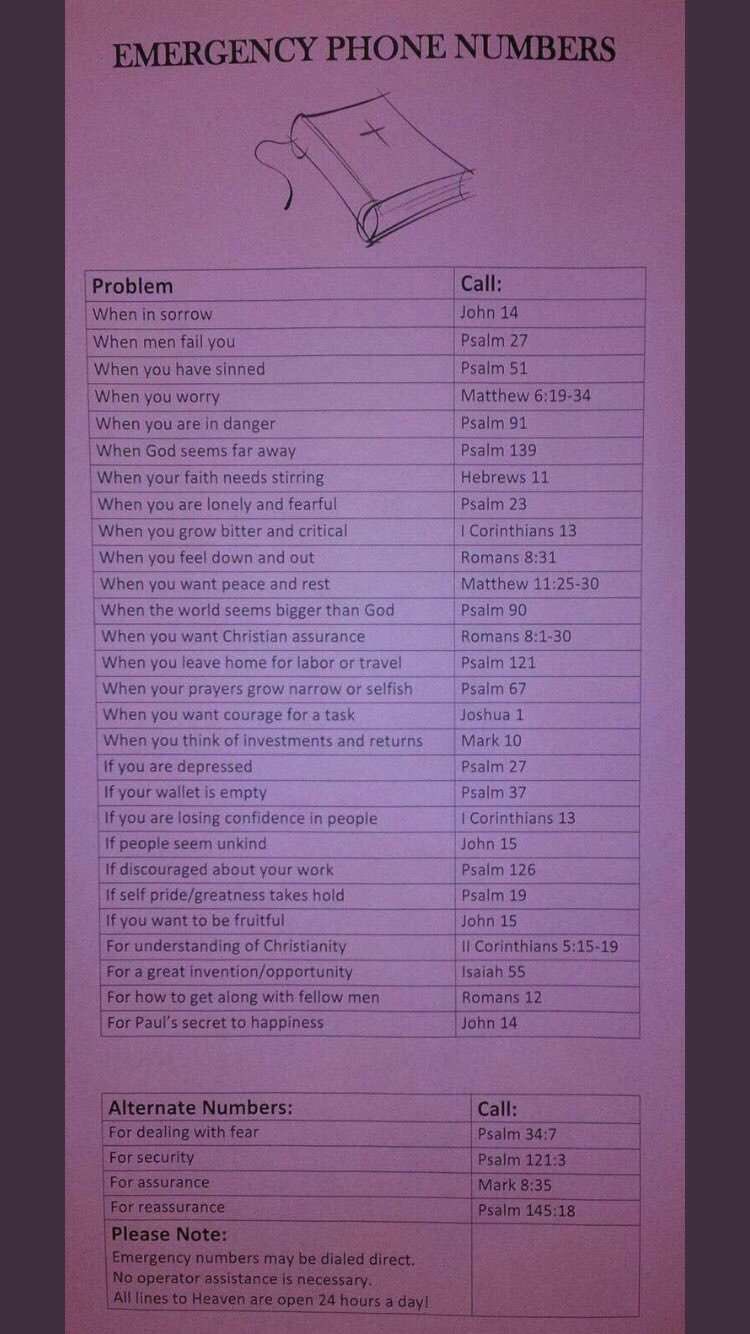 EMERGENCY PHONE NUMBERS
Problem Call:
When in sorrow John 14
When men fail you Psalm 27
When you have sinned Psalm 51
When you worry Matthew 6:19-34
When you are in danger Psalm 91
When God seems far away Psalm 139
When your faith needs stirring Hebrews 11
When you are lonely and fearful Psalm 23
When you grow bitter and critical I Corinthians 13
When you feel down and out Romans 8:31
When you want peace and rest Matthew 11:25-30
When the world seems bigger than God Psalm 90
When you want Christian assurance Romans 8:1-30
When you leave home for labor or travel Psalm 121
When your prayers grow narrow or selfish Psalm 67
When you want courage for a task Joshua 1
When you think of investments and returns Mark 10
If you are depressed Psalm 27
If your wallet is empty Psalm 37
If you are losing confidence in people I Corinthians 13
If people seem unkind John 15
If discouraged about your work Psalm 126
If self pride/greatness takes hold Psalm 19
If you want to be fruitful John 15
For understanding of Christianity II Corinthians 5:15-19
For a great invention/opportunity Isaiah 55
For how to get along with fellow men Romans 12
For Paul's secret to happiness John 14
Alternate Numbers: Call:
For dealing with fear Psalm 34:7
For security Psalm 121:3
For assurance Mark 8:35
For reassurance Psalm 145:18
Please Note:
Emergency numbers may be dialed direct.
No operator assistance is necessary.
All lines to Heaven are open 24 hours a day!